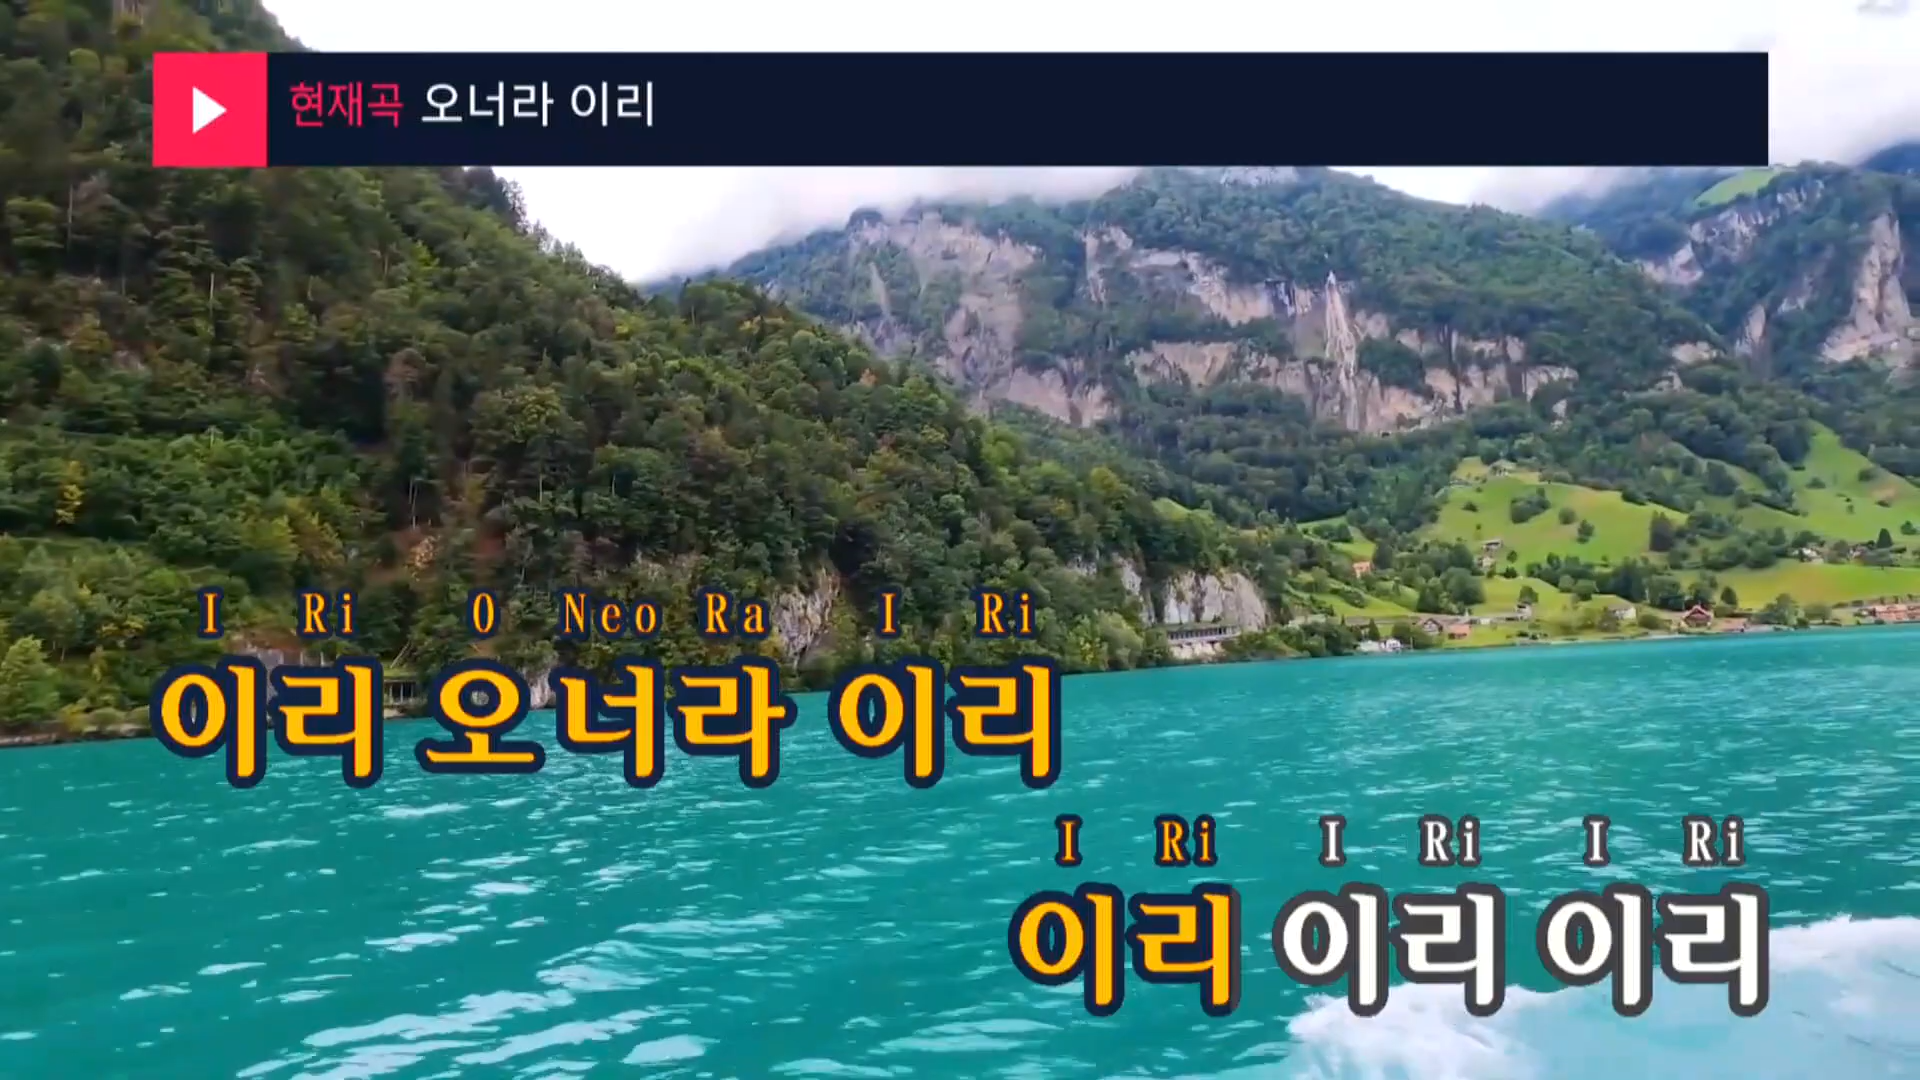 현재곡 오너라 이리
I Ri O Neo Ra I Ri
이리 오너라 이리
I Ri I Ri I Ri
이리 이리 이리